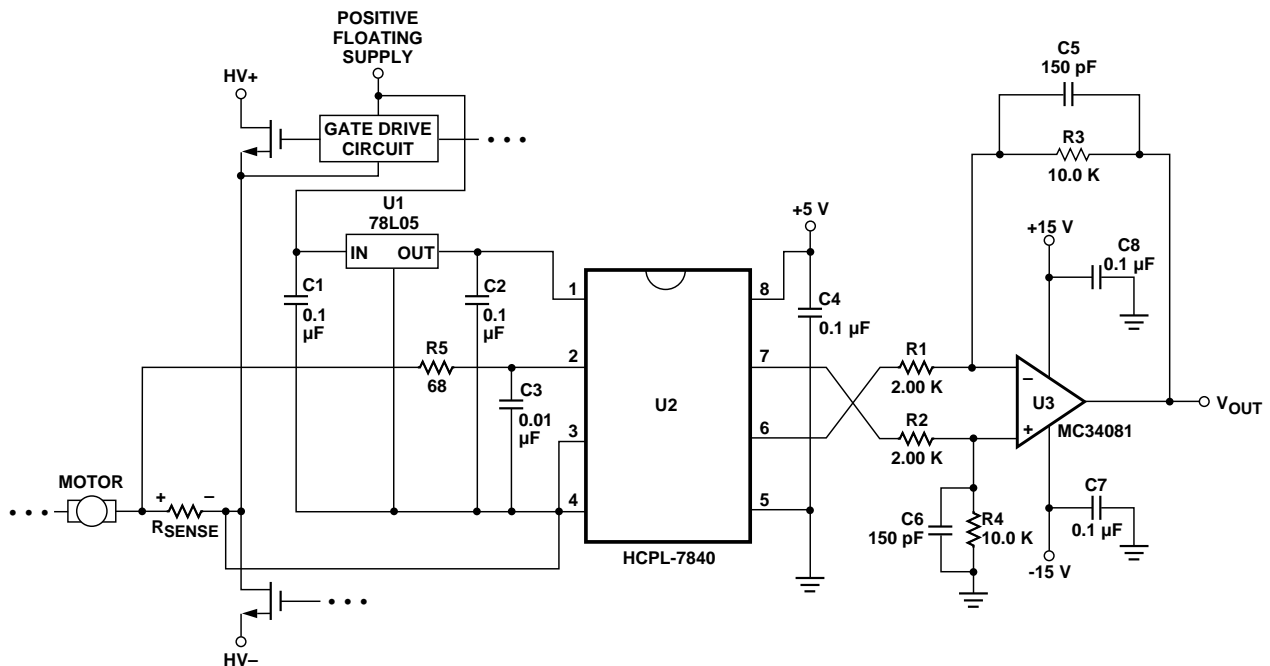 POSITIVE
FLOATING
SUPPLY
HV+
GATE DRIVE
CIRCUIT
• • •
U1
78L05
IN
OUT
C1
0.1
µF
C2
0.1
µF
R5
68
C3
0.01
µF
MOTOR
• • •
+
–
RSENSE
• • •
HV–
1
2
3
4
U2
8
7
6
5
HCPL-7840
+5 V
C4
0.1 µF
R1
2.00 K
R2
2.00 K
C5
150 pF
R3
10.0 K
+15 V
C8
0.1 µF
–
+
U3
MC34081
VOUT
C6
150 pF
R4
10.0 K
C7
0.1 µF
-15 V